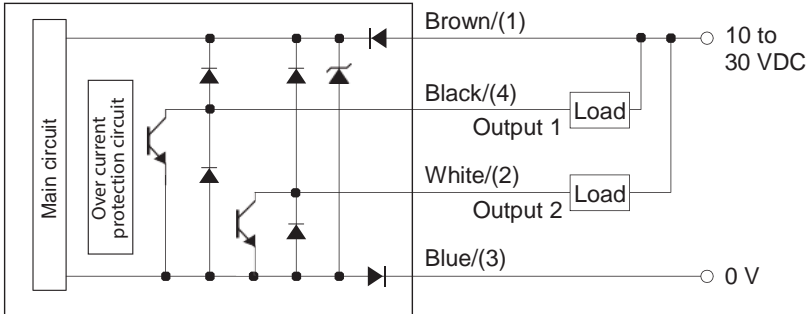 Main circuit
Over current
protection circuit
Brown/(1)
10 to
30 VDC
Black/(4)
Load
Output 1
White/(2)
Load
Output 2
Blue/(3)
0 V